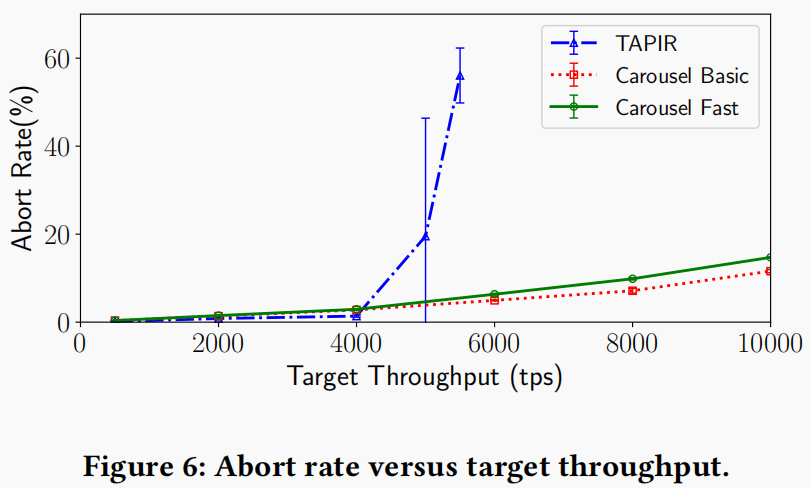 60
40
20
0
Abort Rate(%)
TAPIR
Carousel Basic
Carousel Fast
0 2000 4000 6000 8000 10000
Target Throughput (tps)
Figure 6: Abort rate versus target throughput.